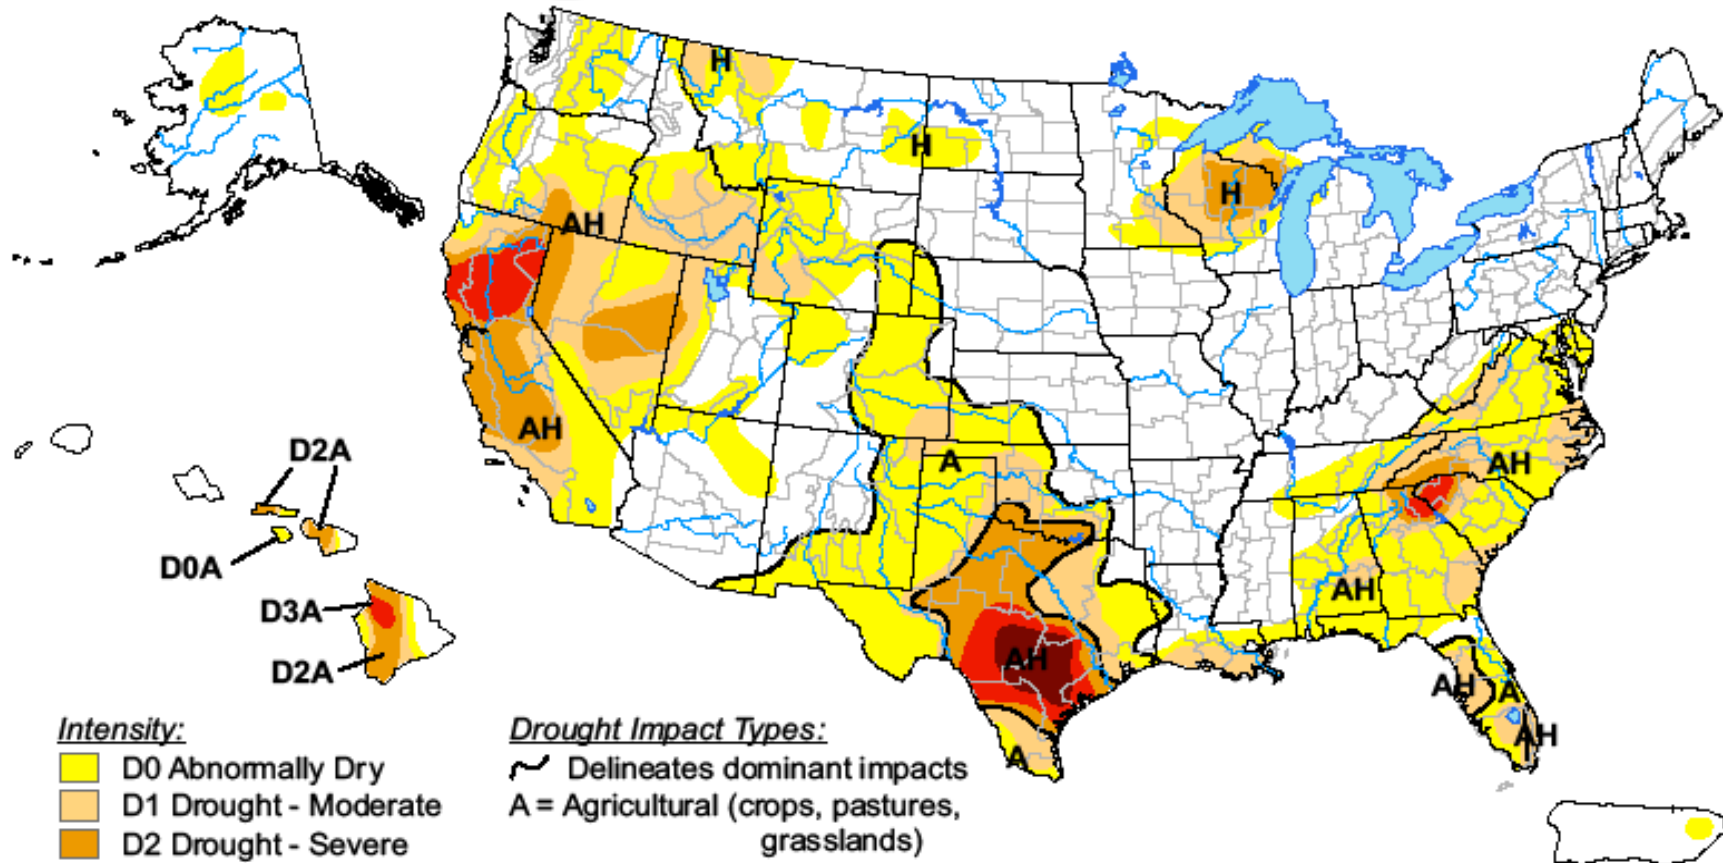 H
H
H
AH
AH
A
AH
AH
AH
AH
A
AH
A
D2A
D0A
D3A
D2A
Intensity:
D0 Abnormally Dry
D1 Drought - Moderate
D2 Drought - Severe
Drought Impact Types:
Delineates dominant impacts
A = Agricultural (crops, pastures,
grasslands)